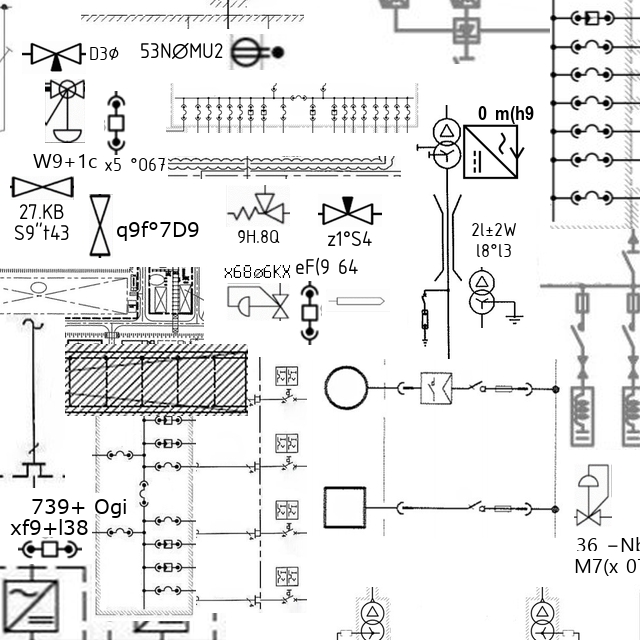 0 m(h9
D3ø
53NØMU2
W9+1c
x5 °067
27.KB
S9"t43
q9f°7D9
9H.8Q
z1°S4
2l±2W
l8°l3
x68ø6KX
eF(9 64
739+ Ogi
xf9+l38
36 –Nb
M7(x 07